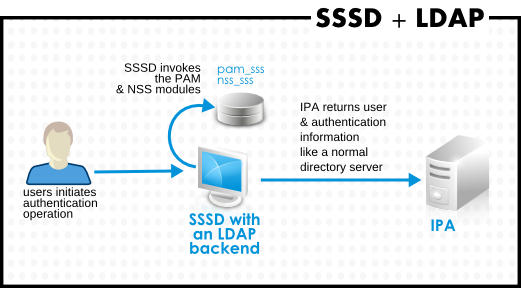 SSSD + LDAP
SSSD invokes
the PAM
& NSS modules
pam_sss
nss_sss
IPA returns user
& authentication
information
like a normal
directory server
users initiates
authentication
operation
SSSD with
an LDAP
backend
IPA